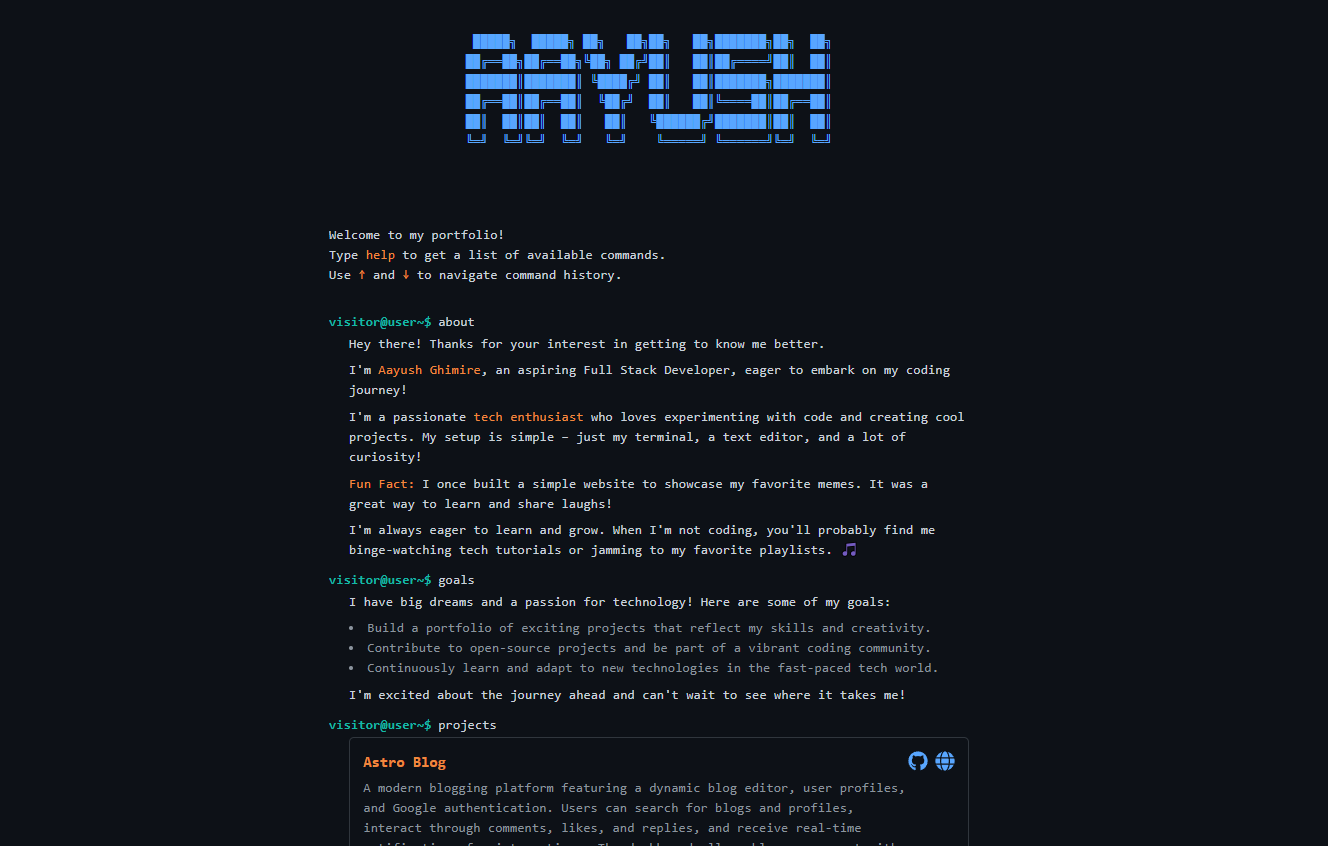 AAYUSH
Welcome to my portfolio!
Type help to get a list of available commands.
Use ↑ and ↓ to navigate command history.
visitor@user~$ about
Hey there! Thanks for your interest in getting to know me better.
I'm Aayush Ghimire, an aspiring Full Stack Developer, eager to embark on my coding
journey!
I'm a passionate tech enthusiast who loves experimenting with code and creating cool
projects. My setup is simple – just my terminal, a text editor, and a lot of
curiosity!
Fun Fact: I once built a simple website to showcase my favorite memes. It was a
great way to learn and share laughs!
I'm always eager to learn and grow. When I'm not coding, you'll probably find me
binge-watching tech tutorials or jamming to my favorite playlists. 🎵
visitor@user~$ goals
I have big dreams and a passion for technology! Here are some of my goals:
• Build a portfolio of exciting projects that reflect my skills and creativity.
• Contribute to open-source projects and be part of a vibrant coding community.
• Continuously learn and adapt to new technologies in the fast-paced tech world.
I'm excited about the journey ahead and can't wait to see where it takes me!
visitor@user~$ projects
Astro Blog
A modern blogging platform featuring a dynamic blog editor, user profiles,
and Google authentication. Users can search for blogs and profiles,
interact through comments, likes, and replies, and receive real-time